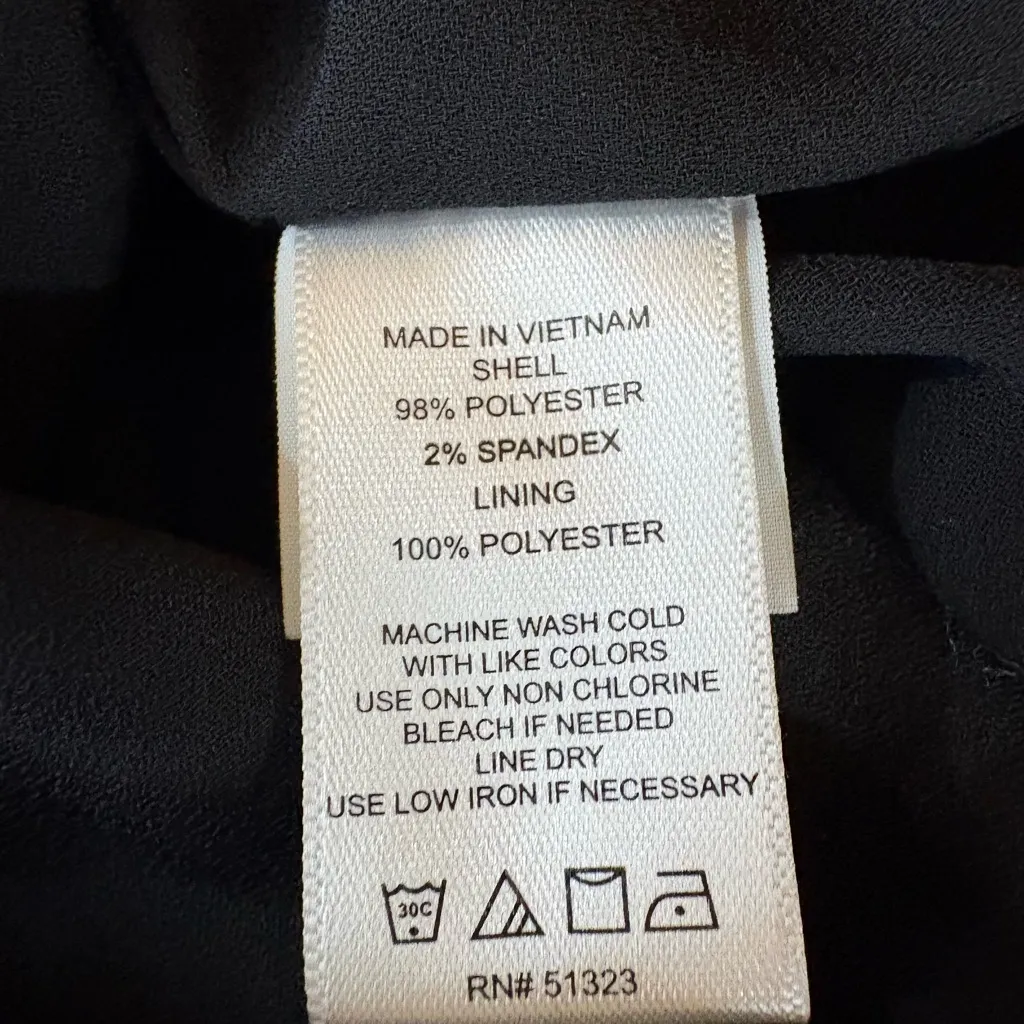 MADE IN VIETNAM
SHELL
98% POLYESTER
2% SPANDEX
LINING
100% POLYESTER
MACHINE WASH COLD
WITH LIKE COLORS
USE ONLY NON CHLORINE
BLEACH IF NEEDED
LINE DRY
USE LOW IRON IF NECESSARY
30C
RN# 51323